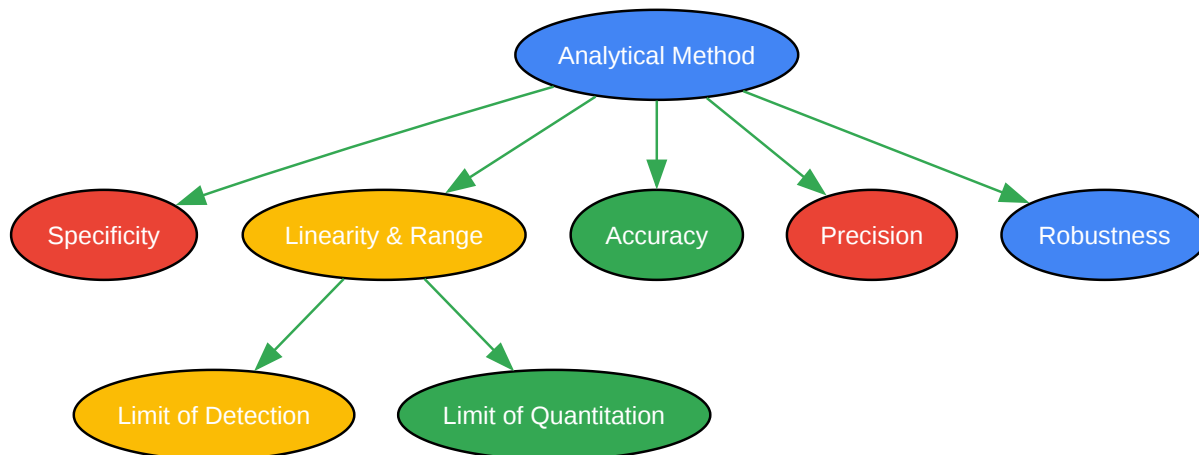 Analytical Method
Specificity
Linearity & Range
Accuracy
Precision
Robustness
Limit of Detection
Limit of Quantitation